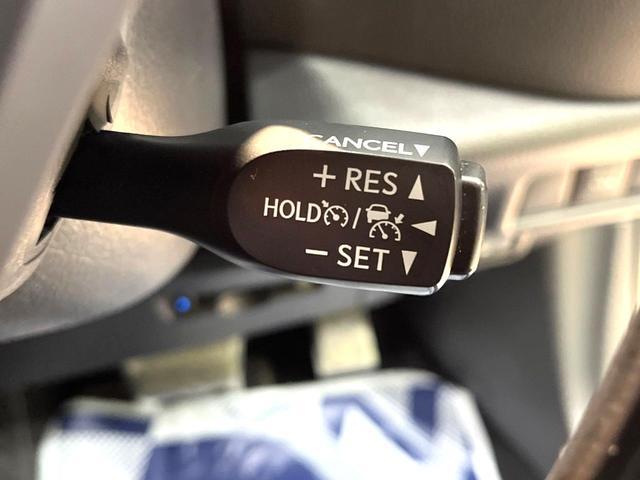 CANCEL▼
+ RES ▲
HOLD / ◀
− SET ▼